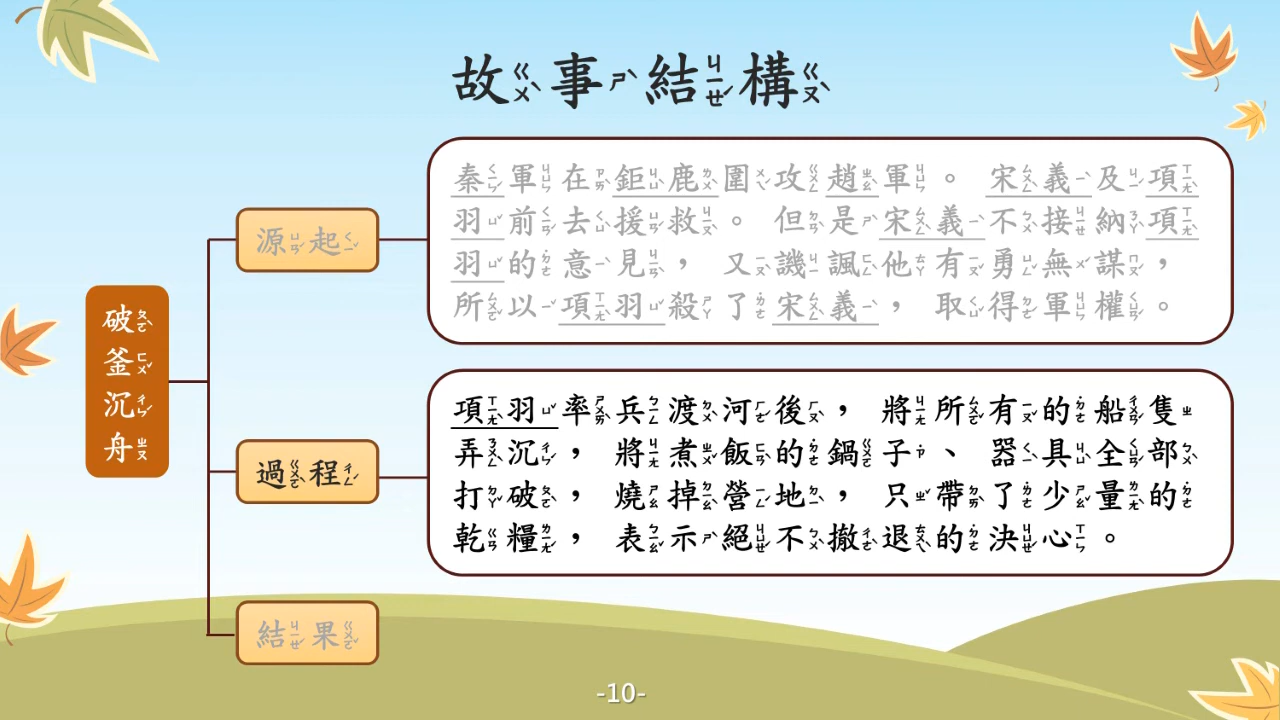 故事結構
破釜沉舟
源起
秦軍在鉅鹿圍攻趙軍。宋義及項
羽前去援救。但是宋義不接納項
羽的意見，又譏諷他有勇無謀，
所以項羽殺了宋義，取得軍權。
過程
項羽率兵渡河後，將所有的船隻
弄沉，將煮飯的鍋子、器具全部
打破，燒掉營地，只帶了少量的
乾糧，表示絕不撤退的決心。
結果
-10-